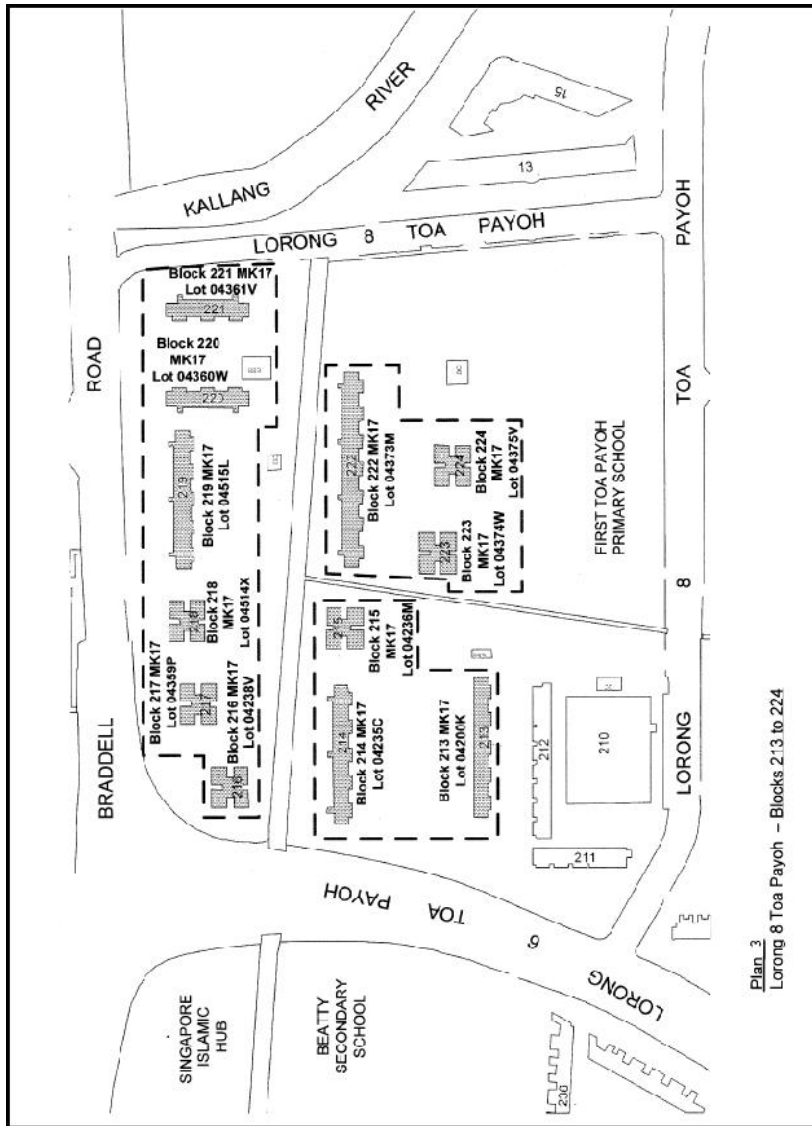 KALLANG
RIVER
15
13
LORONG 8 TOA PAYOH
PAYOH
TOA
8
LORONG
ROAD
BRADDELL
Block 221 MK17
Lot 04361V
221
Block 220
MK17
Lot 04360W
220
219
Block 219 MK17
Lot 04515L
218
Block 218
MK17
Lot 04514X
Block 217 MK17
Lot 04359P
217
Block 216 MK17
Lot 04238V
216
222
Block 222 MK17
Lot 04373M
224
Block 224
MK17
Lot 04375V
223
Block 223
MK17
Lot 04374W
FIRST TOA PAYOH
PRIMARY SCHOOL
215
Block 215
MK17
Lot 04236M
214
Block 214 MK17
Lot 04235C
Block 213 MK17
Lot 04200K
213
212
210
211
TOA
PAYOH
6
LORONG
SINGAPORE
ISLAMIC
HUB
BEATTY
SECONDARY
SCHOOL
Plan 3
Lorong 8 Toa Payoh – Blocks 213 to 224